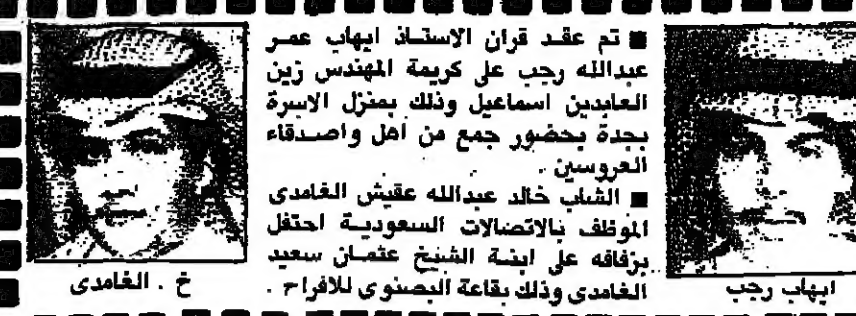 ■ تم عقد قران الاستاذ ايهاب عمر
عبدالله رجب على كريمة المهندس زين
العابدين اسماعيل وذلك بمنزل الاسرة
بجدة بحضور جمع من اهل واصدقاء
العروسين .
■ الشاب خالد عبدالله عقيش الغامدى
الموظف بالاتصالات السعودية احتفل
بزفافه على ابنة الشيخ عثمان سعيد
الغامدى وذلك بقاعة البصنوي للافراح .
ايهاب رجب
خ . الغامدى